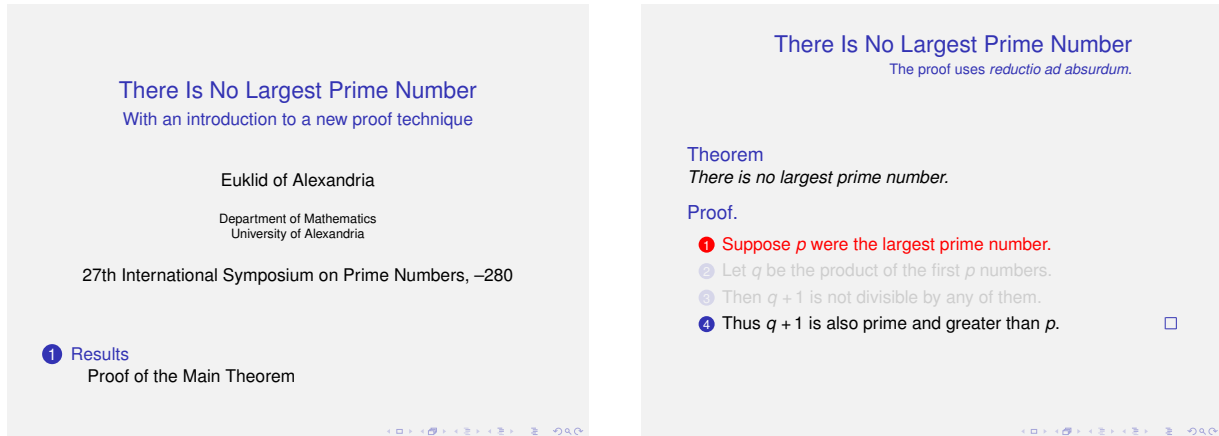 There Is No Largest Prime Number
With an introduction to a new proof technique
Euklid of Alexandria
Department of Mathematics
University of Alexandria
27th International Symposium on Prime Numbers, –280
1 Results
Proof of the Main Theorem
There Is No Largest Prime Number
The proof uses reductio ad absurdum.
Theorem
There is no largest prime number.
Proof.
1 Suppose p were the largest prime number.
2 Let q be the product of the first p numbers.
3 Then q + 1 is not divisible by any of them.
4 Thus q + 1 is also prime and greater than p.